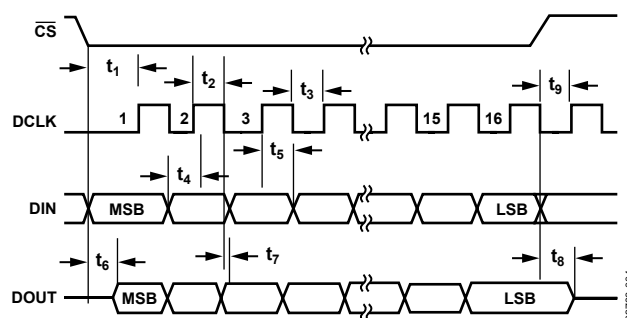 CS
t1 t2 t3 t9
DCLK 1 2 3 15 16
t4 t5
DIN MSB LSB
t6 t7 t8
DOUT MSB LSB